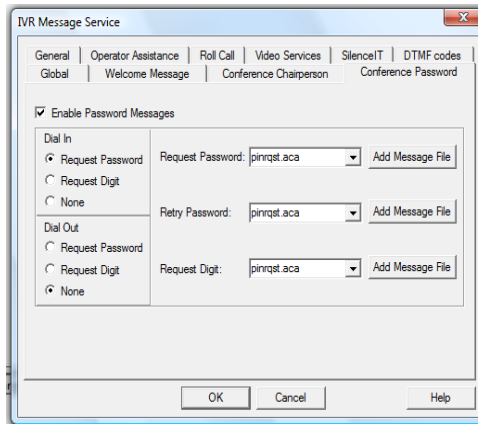 IVR Message Service
General Operator Assistance Roll Call Video Services SilenceIT DTMF codes
Global Welcome Message Conference Chairperson Conference Password
Enable Password Messages
Dial In
Request Password
Request Digit
None
Dial Out
Request Password
Request Digit
None
Request Password: pinrqst.aca Add Message File
Retry Password: pinrqst.aca Add Message File
Request Digit: pinrqst.aca Add Message File
OK Cancel Help